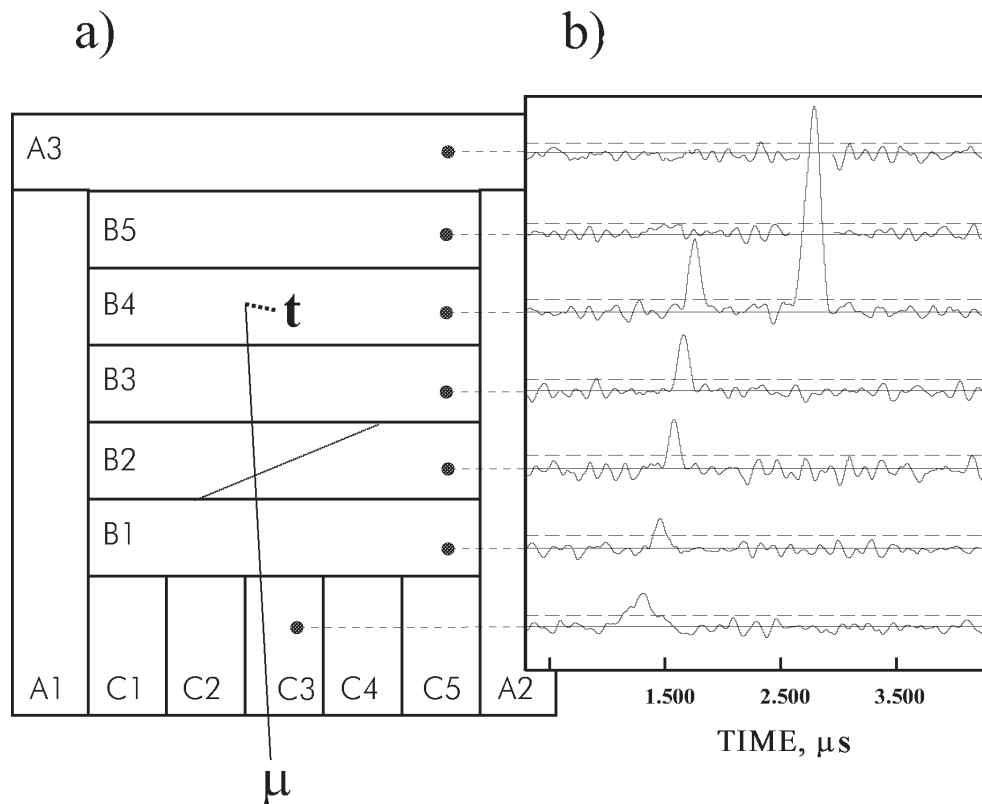 a)
b)
A3
B5
B4
t
B3
B2
B1
A1 C1 C2 C3 C4 C5 A2
1.500 2.500 3.500
TIME, μs
μ